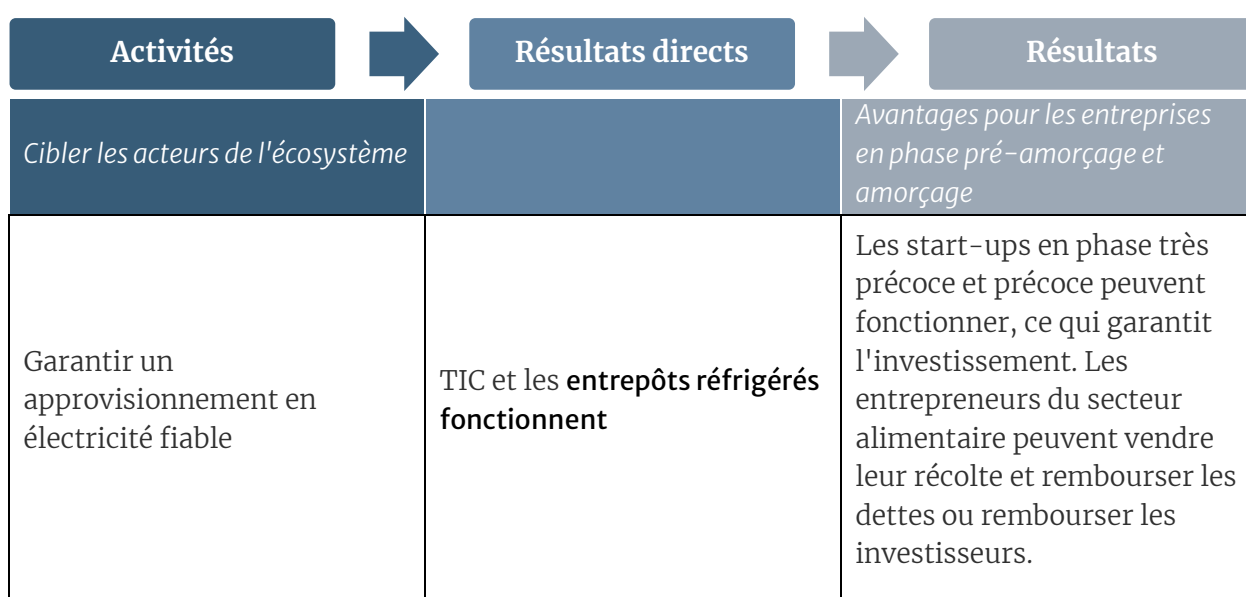 Activités
Résultats directs
Résultats
Cibler les acteurs de l'écosystème
Avantages pour les entreprises
en phase pré-amorçage et
amorçage
Garantir un
approvisionnement en
électricité fiable
TIC et les entrepôts réfrigérés
fonctionnent
Les start-ups en phase très
précoce et précoce peuvent
fonctionner, ce qui garantit
l'investissement. Les
entrepreneurs du secteur
alimentaire peuvent vendre
leur récolte et rembourser les
dettes ou rembourser les
investisseurs.